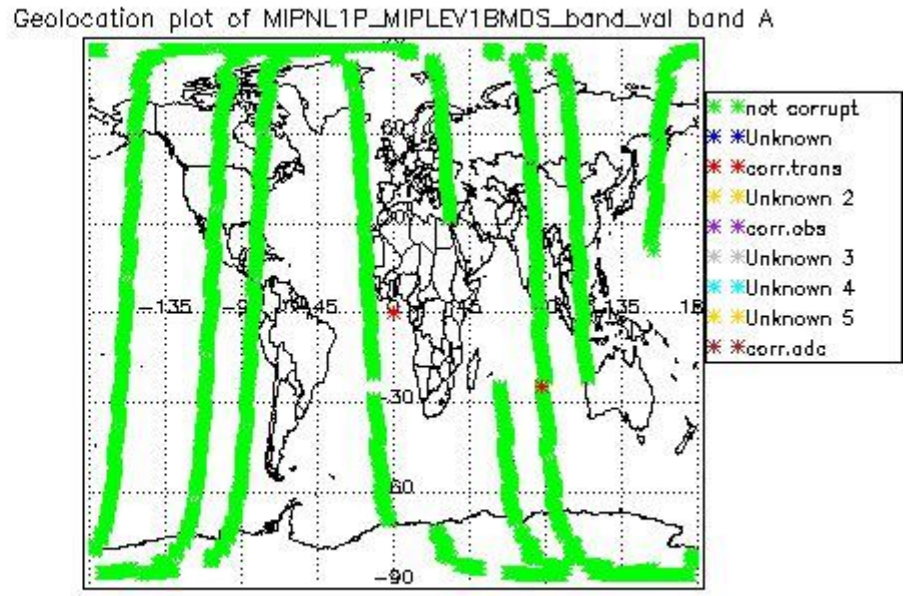 Geolocation plot of MIPNL1P_MIPLEV1BMDS_band_val band A
not corrupt
Unknown
corr.trans
Unknown 2
corr.obs
Unknown 3
Unknown 4
Unknown 5
corr.adc
-135
45
135
-30
-60
-90